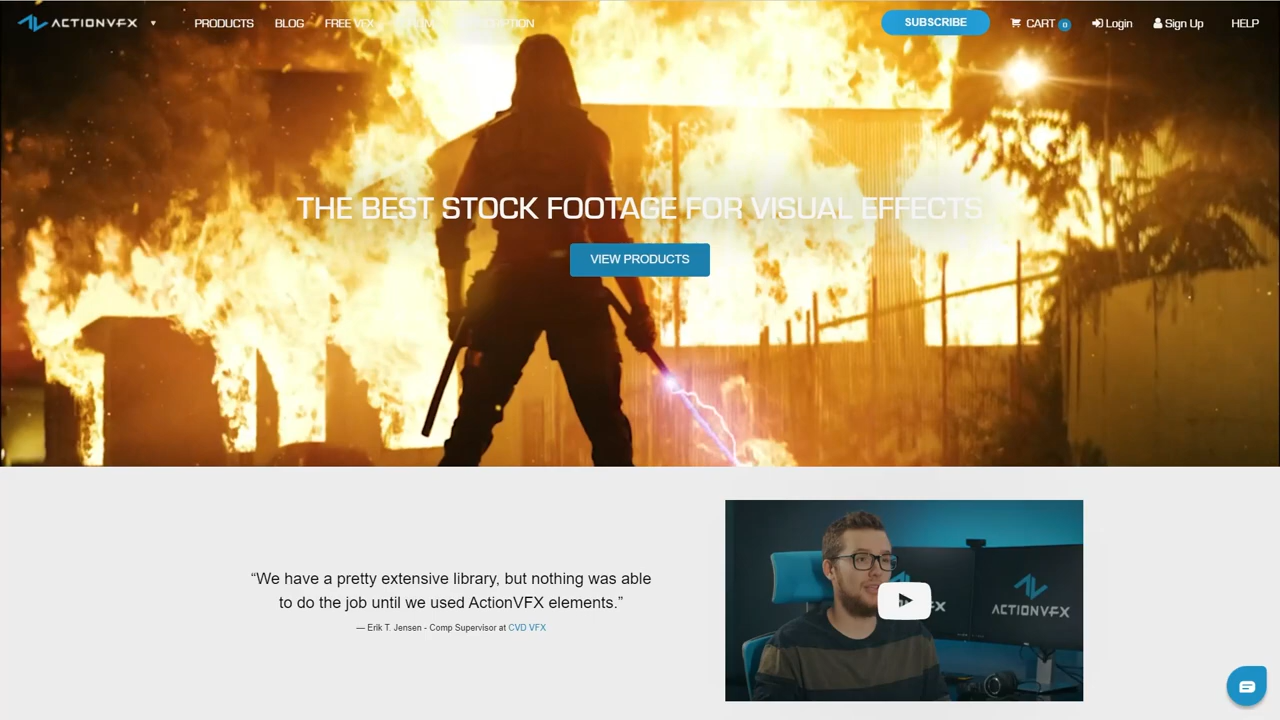 ACTIONVFX
PRODUCTS
BLOG
FREE VFX
SUBSCRIBE
CART 0
Login
Sign Up
HELP
THE BEST STOCK FOOTAGE FOR VISUAL EFFECTS
VIEW PRODUCTS
“We have a pretty extensive library, but nothing was able
to do the job until we used ActionVFX elements.”
— Erik T. Jensen - Comp Supervisor at CVD VFX
ACTIONVFX